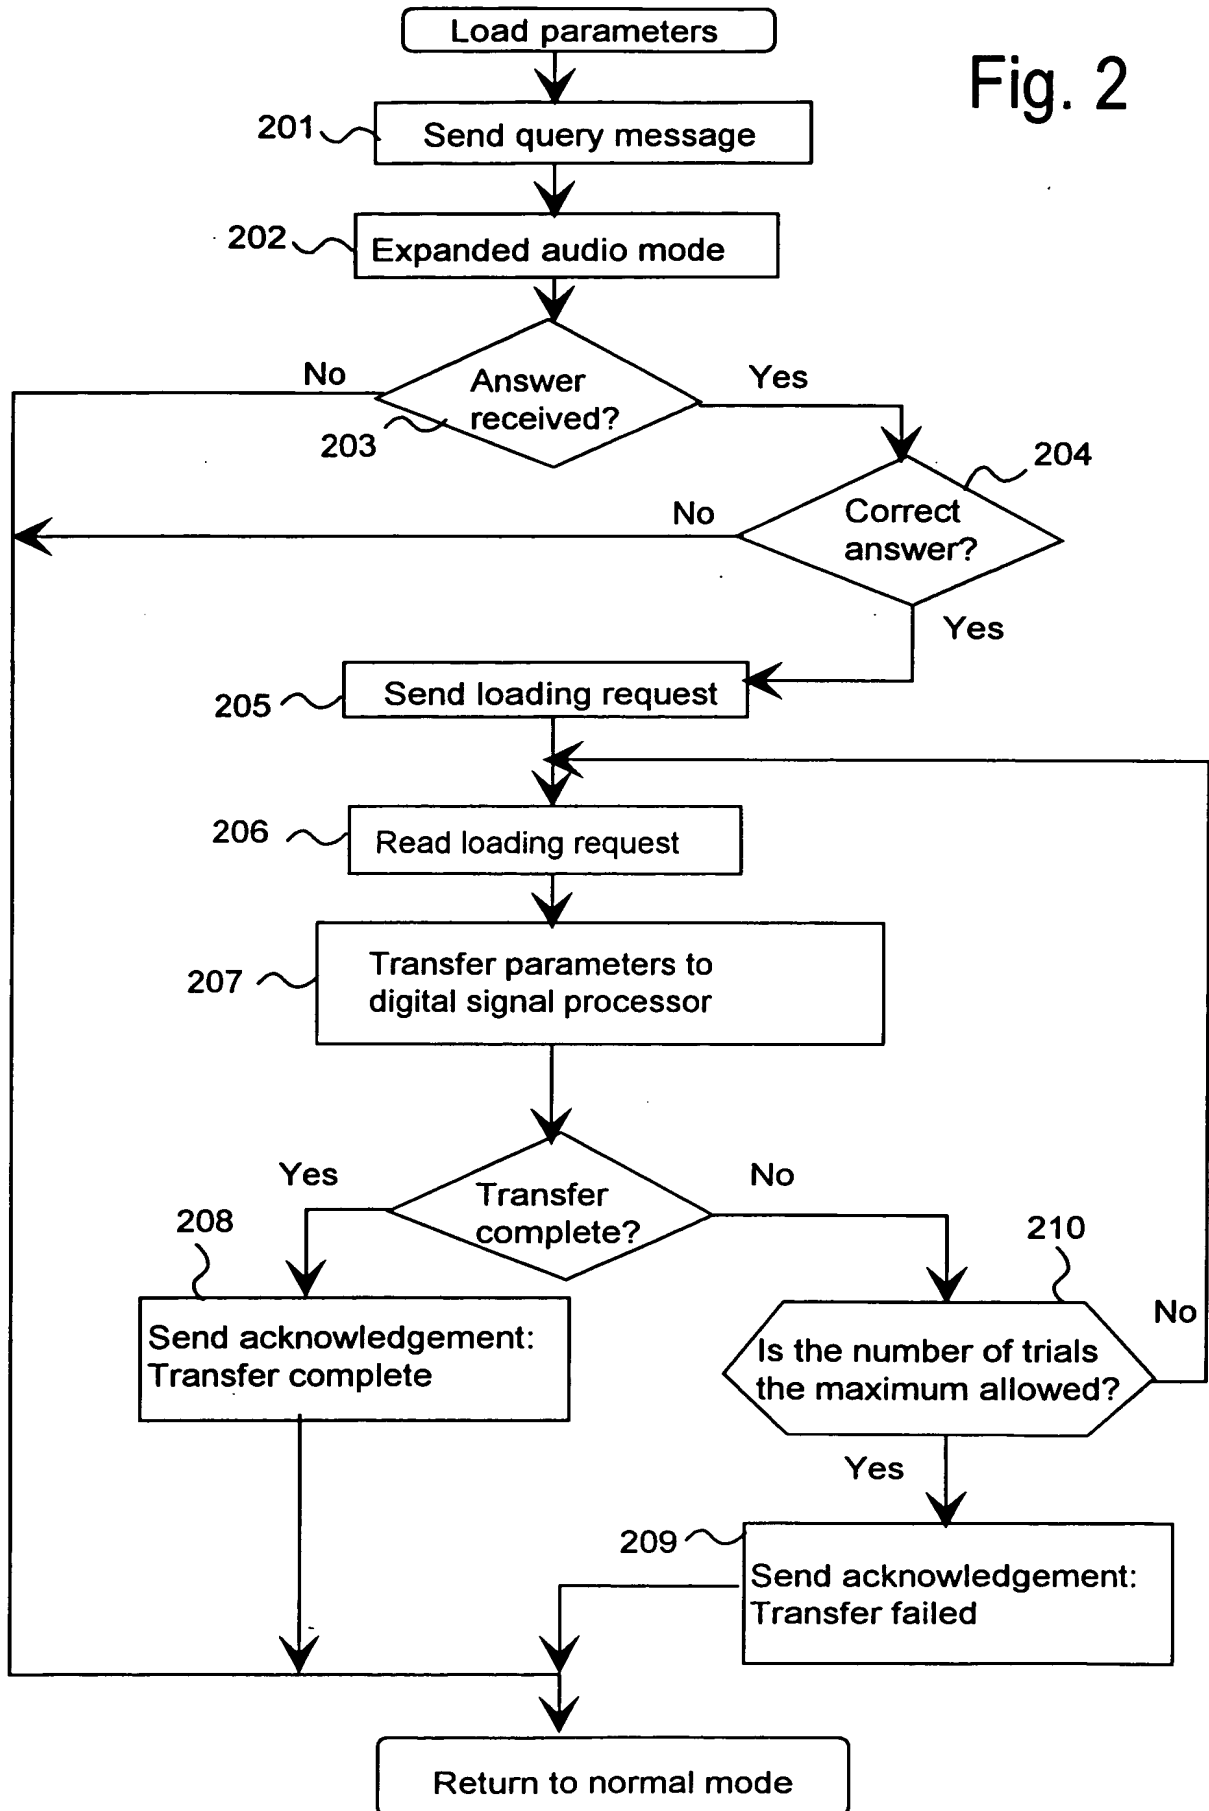 Load parameters
Fig. 2
201
Send query message
202
Expanded audio mode
No
Answer
received?
Yes
203
204
No
Correct
answer?
Yes
205
Send loading request
206
Read loading request
207
Transfer parameters to
digital signal processor
Yes
Transfer
complete?
No
208
210
Send acknowledgement:
Transfer complete
Is the number of trials
the maximum allowed?
No
Yes
209
Send acknowledgement:
Transfer failed
Return to normal mode